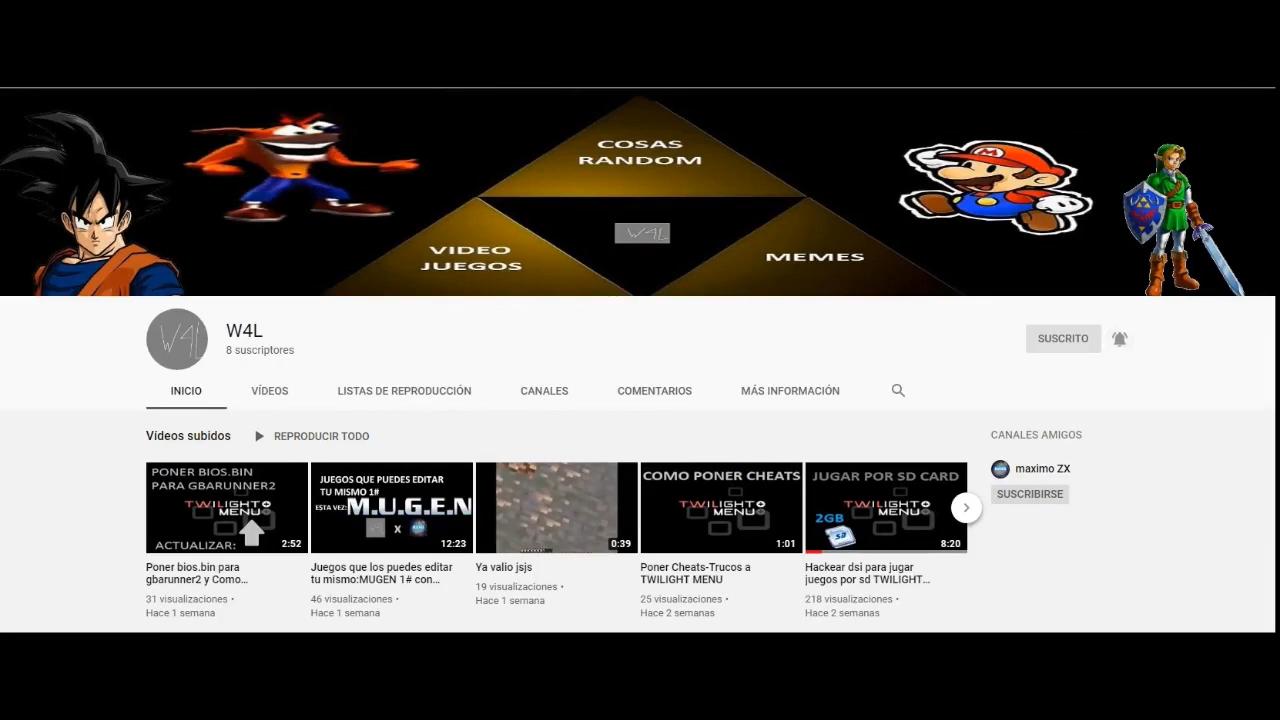 COSAS
RANDOM
W4L
VIDEO
JUEGOS
MEMES
M
W4L
W4L
8 suscriptores
SUSCRITO
INICIO
VÍDEOS
LISTAS DE REPRODUCCIÓN
CANALES
COMENTARIOS
MÁS INFORMACIÓN
Vídeos subidos
REPRODUCIR TODO
CANALES AMIGOS
maximo ZX
SUSCRIBIRSE
PONER BIOS.BIN
PARA GBARUNNER2
TWILIGHT
MENU
ACTUALIZAR:
2:52
Poner bios.bin para
gbarunner2 y Como...
31 visualizaciones •
Hace 1 semana
JUEGOS QUE PUEDES EDITAR
TU MISMO 1#
ESTA VEZ: M.U.G.E.N
X
12:23
Juegos que los puedes editar
tu mismo:MUGEN 1# con...
46 visualizaciones •
Hace 1 semana
0:39
Ya valio jsjs
19 visualizaciones •
Hace 1 semana
COMO PONER CHEATS
TWILIGHT
MENU
1:01
Poner Cheats-Trucos a
TWILIGHT MENU
25 visualizaciones •
Hace 2 semanas
JUGAR POR SD CARD
TWILIGHT
MENU
2GB
SD
8:20
Hackear dsi para jugar
juegos por sd TWILIGHT...
218 visualizaciones •
Hace 2 semanas